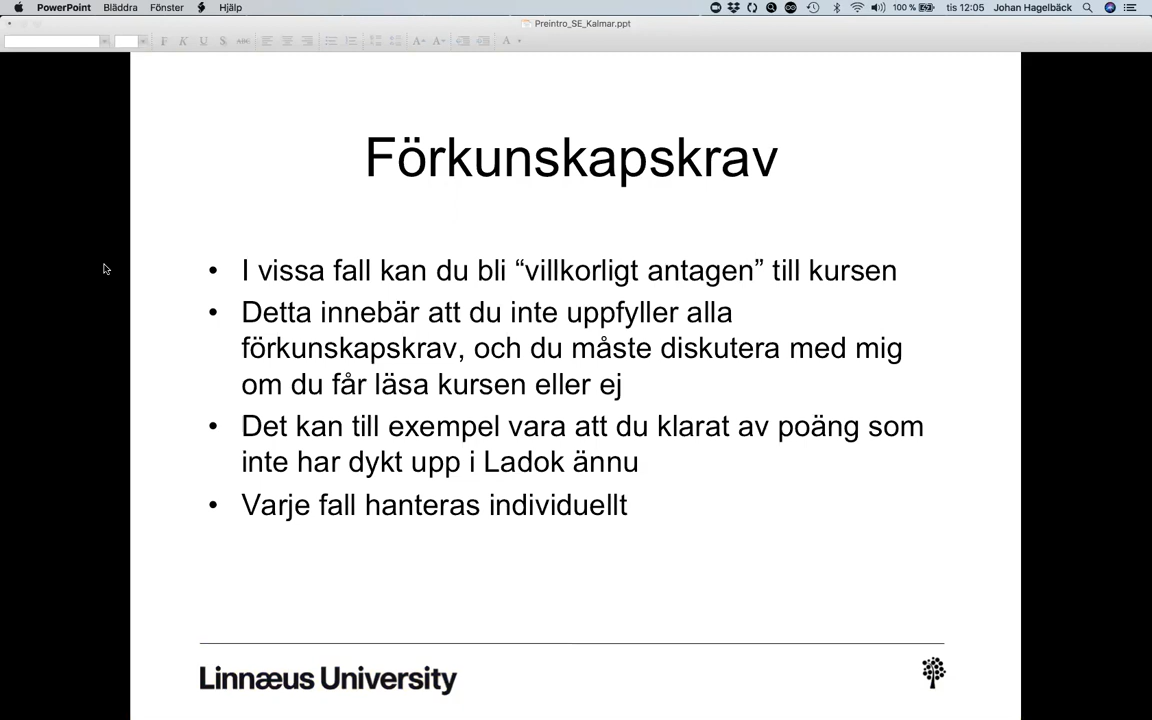 PowerPoint Bläddra Fönster Hjälp 100 % tis 12:05 Johan Hagelbäck
Preintro_SE_Kalmar.ppt
F K U S ABC A A A
Förkunskapskrav
• I vissa fall kan du bli “villkorligt antagen” till kursen
• Detta innebär att du inte uppfyller alla
förkunskapskrav, och du måste diskutera med mig
om du får läsa kursen eller ej
• Det kan till exempel vara att du klarat av poäng som
inte har dykt upp i Ladok ännu
• Varje fall hanteras individuellt
Linnæus University